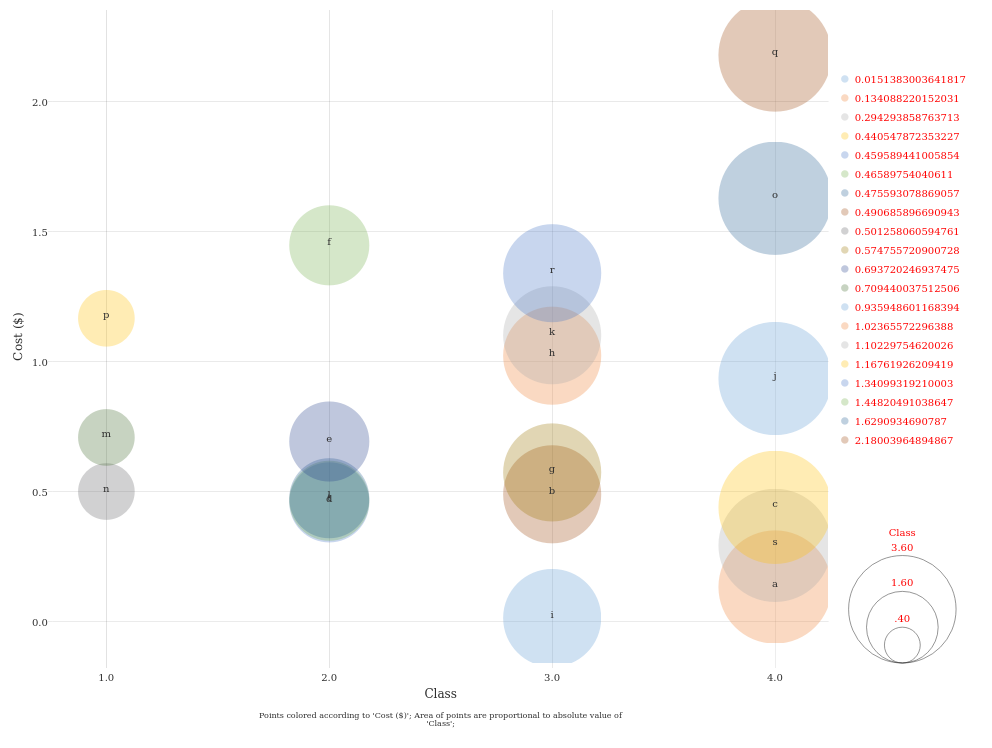 q
2.0
0.0151383003641817
0.134088220152031
0.294293858763713
0.440547872353227
0.459589441005854
0.46589754040611
0.475593078869057
0.490685896690943
0.501258060594761
0.574755720900728
0.693720246937475
0.709440037512506
0.935948601168394
1.02365572296388
1.10229754620026
1.16761926209419
1.34099319210003
1.44820491038647
1.6290934690787
2.18003964894867
o
1.5
f
r
p
k
h
Cost ($)
1.0
j
m
e
g
n
b
0.5
c
s
a
i
0.0
Class
3.60
1.60
.40
1.0 2.0 3.0 4.0
Class
Points colored according to 'Cost ($)'; Area of points are proportional to absolute value of
'Class';